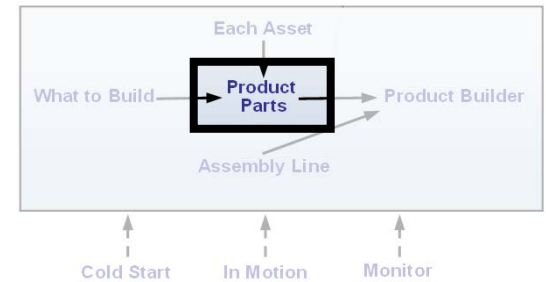 Each Asset
What to Build
Product
Parts
Product Builder
Assembly Line
Cold Start
In Motion
Monitor